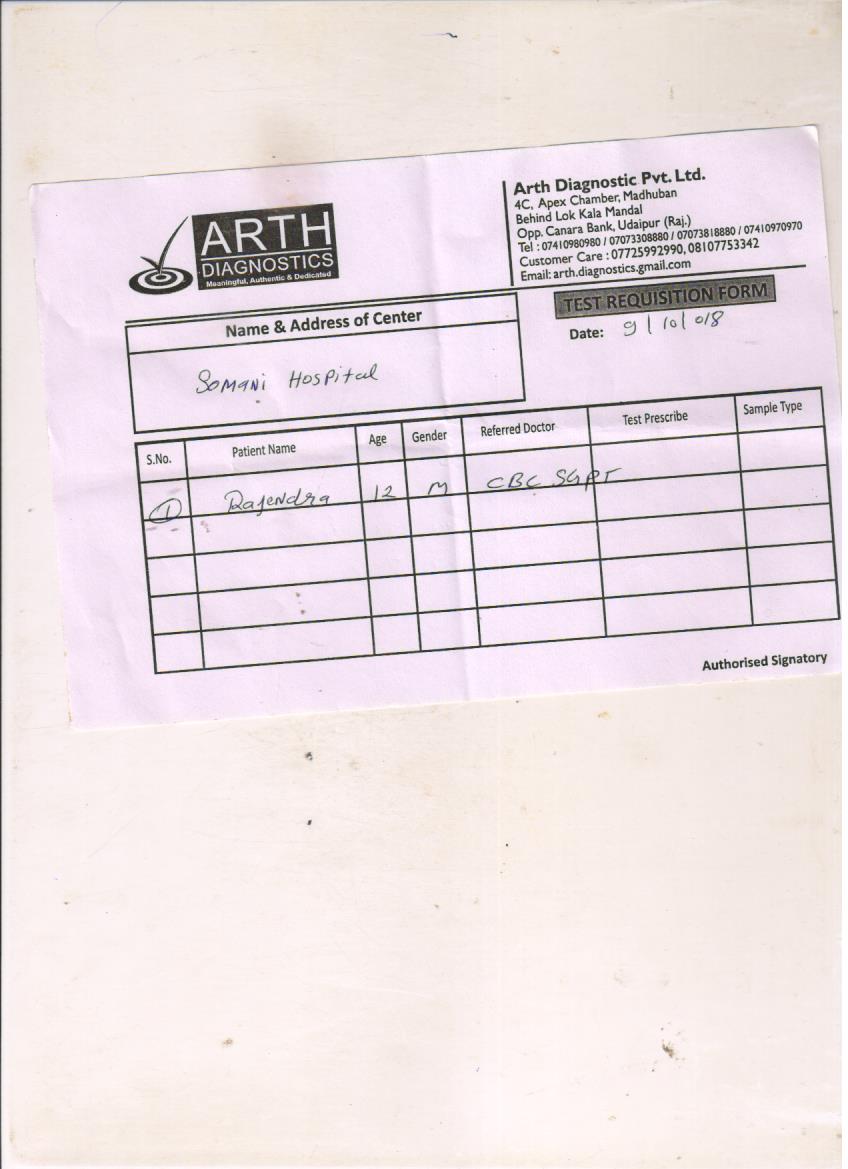 ARTH
DIAGNOSTICS
Meaningful, Authentic & Dedicated
Arth Diagnostic Pvt. Ltd.
4C, Apex Chamber, Madhuban
Behind Lok Kala Mandal
Opp. Canara Bank, Udaipur (Raj.)
Tel : 07410980980 / 07073308880 / 07073818880 / 07410970970
Customer Care : 07725992990, 08107753342
Email: arth.diagnostics.gmail.com
TEST REQUISITION FORM
Name & Address of Center
Date: 9/10/018
Somani Hospital
S.No. Patient Name Age Gender Referred Doctor Test Prescribe Sample Type
1 Rajendra 12 M CBC SGPT
Authorised Signatory